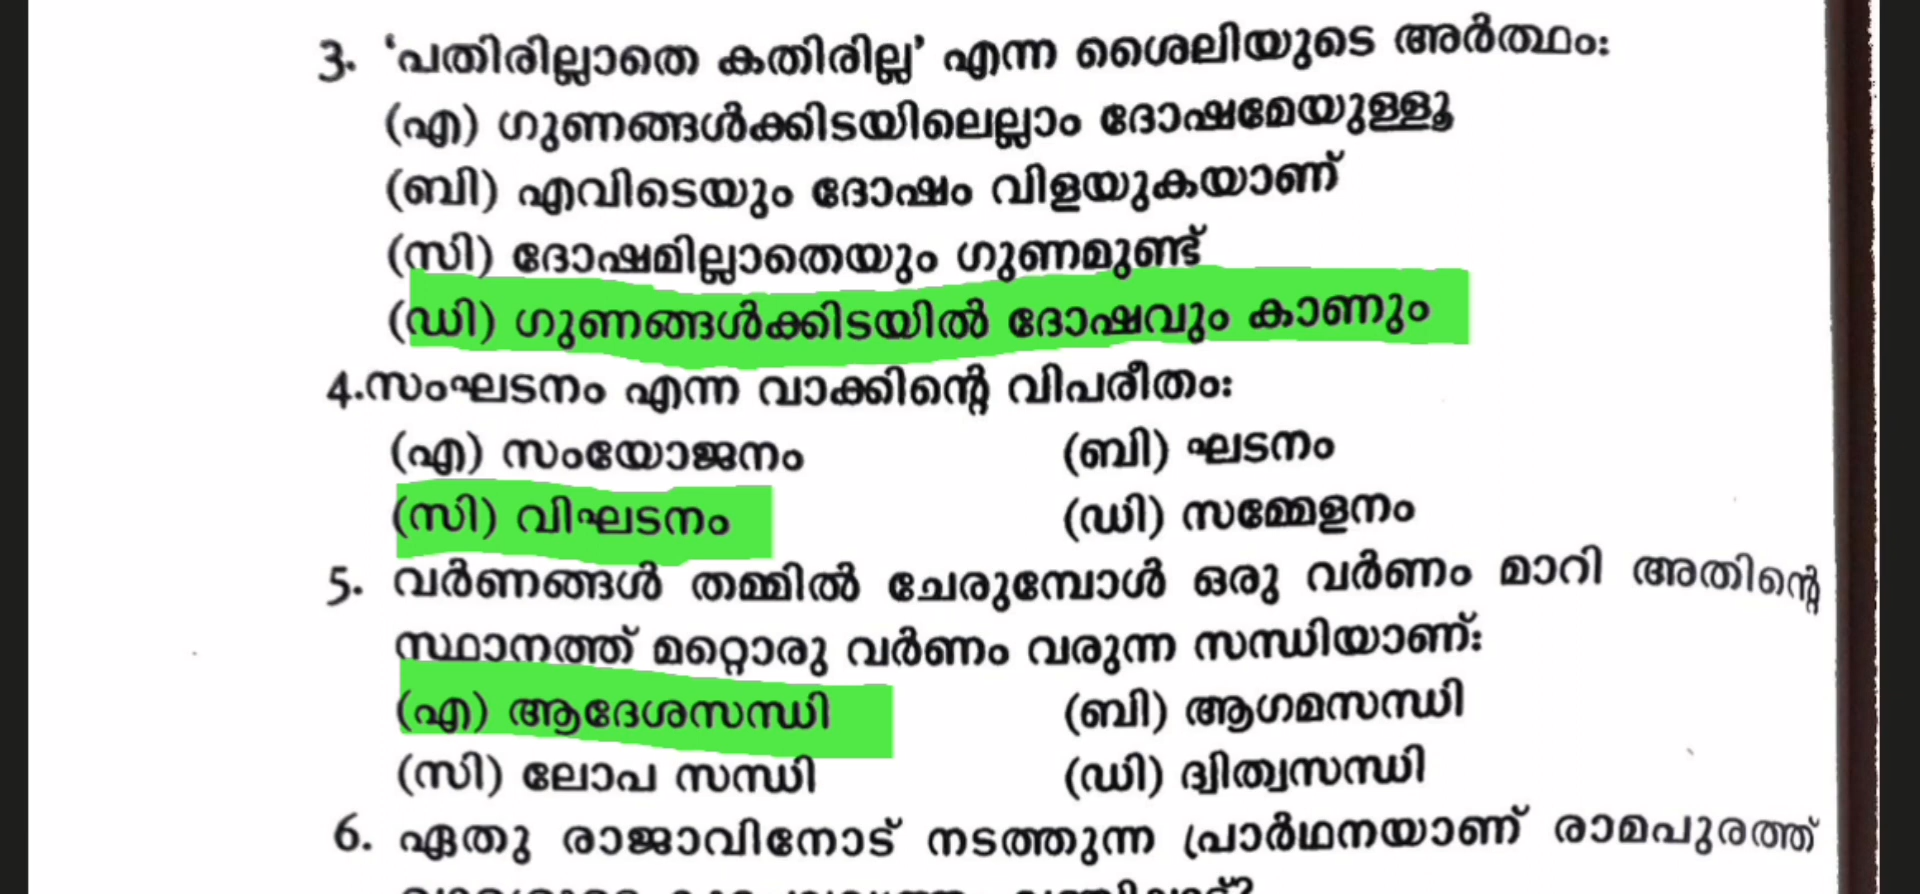 3. ‘പതിരില്ലാതെ കതിരില്ല’ എന്ന ശൈലിയുടെ അർത്ഥം:
(എ) ഗുണങ്ങൾക്കിടയിലെല്ലാം ദോഷമേയുള്ളൂ
(ബി) എവിടെയും ദോഷം വിളയുകയാണ്
(സി) ദോഷമില്ലാതെയും ഗുണമുണ്ട്
(ഡി) ഗുണങ്ങൾക്കിടയിൽ ദോഷവും കാണും
4.സംഘടനം എന്ന വാക്കിന്റെ വിപരീതം:
(എ) സംയോജനം (ബി) ഘടനം
(സി) വിഘടനം (ഡി) സമ്മേളനം
5. വർണങ്ങൾ തമ്മിൽ ചേരുമ്പോൾ ഒരു വർണം മാറി അതിന്റെ
സ്ഥാനത്ത് മറ്റൊരു വർണം വരുന്ന സന്ധിയാണ്:
(എ) ആദേശസന്ധി (ബി) ആഗമസന്ധി
(സി) ലോപ സന്ധി (ഡി) ദ്വിത്വസന്ധി
6. ഏതു രാജാവിനോട് നടത്തുന്ന പ്രാർഥനയാണ് രാമപുരത്ത്